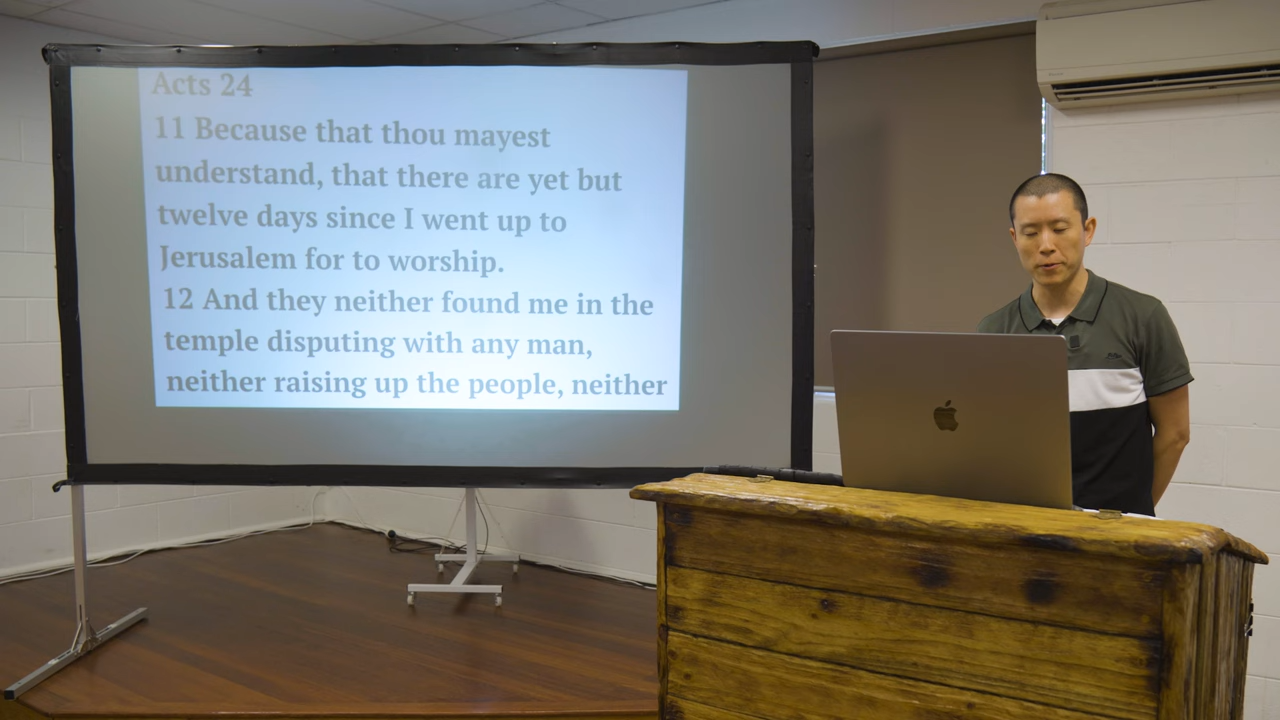 Acts 24
11 Because that thou mayest
understand, that there are yet but
twelve days since I went up to
Jerusalem for to worship.
12 And they neither found me in the
temple disputing with any man,
neither raising up the people, neither